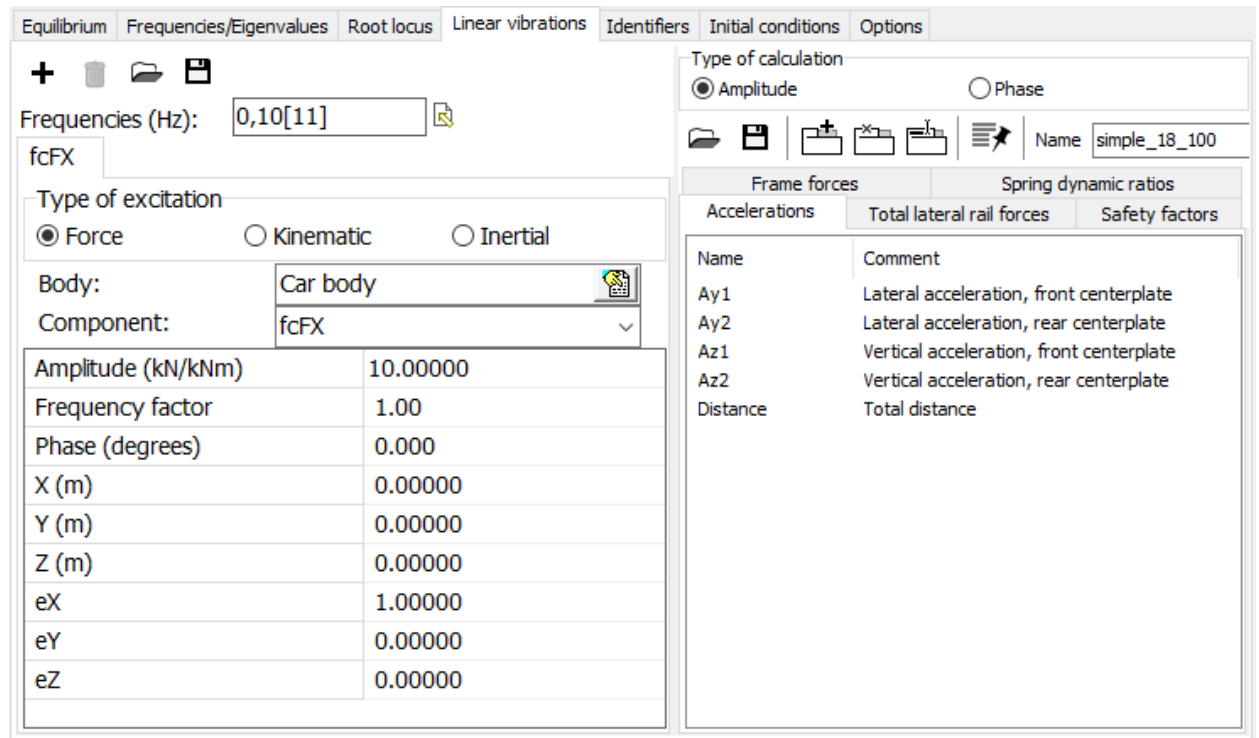 Equilibrium Frequencies/Eigenvalues Root locus Linear vibrations Identifiers Initial conditions Options
Frequencies (Hz): 0,10[11]
fcFX
Type of excitation
Force Kinematic Inertial
Body: Car body
Component: fcFX
Amplitude (kN/kNm) 10.00000
Frequency factor 1.00
Phase (degrees) 0.000
X (m) 0.00000
Y (m) 0.00000
Z (m) 0.00000
eX 1.00000
eY 0.00000
eZ 0.00000
Type of calculation
Amplitude Phase
Name simple_18_100
Frame forces Spring dynamic ratios
Accelerations Total lateral rail forces Safety factors
Name Comment
Ay1 Lateral acceleration, front centerplate
Ay2 Lateral acceleration, rear centerplate
Az1 Vertical acceleration, front centerplate
Az2 Vertical acceleration, rear centerplate
Distance Total distance